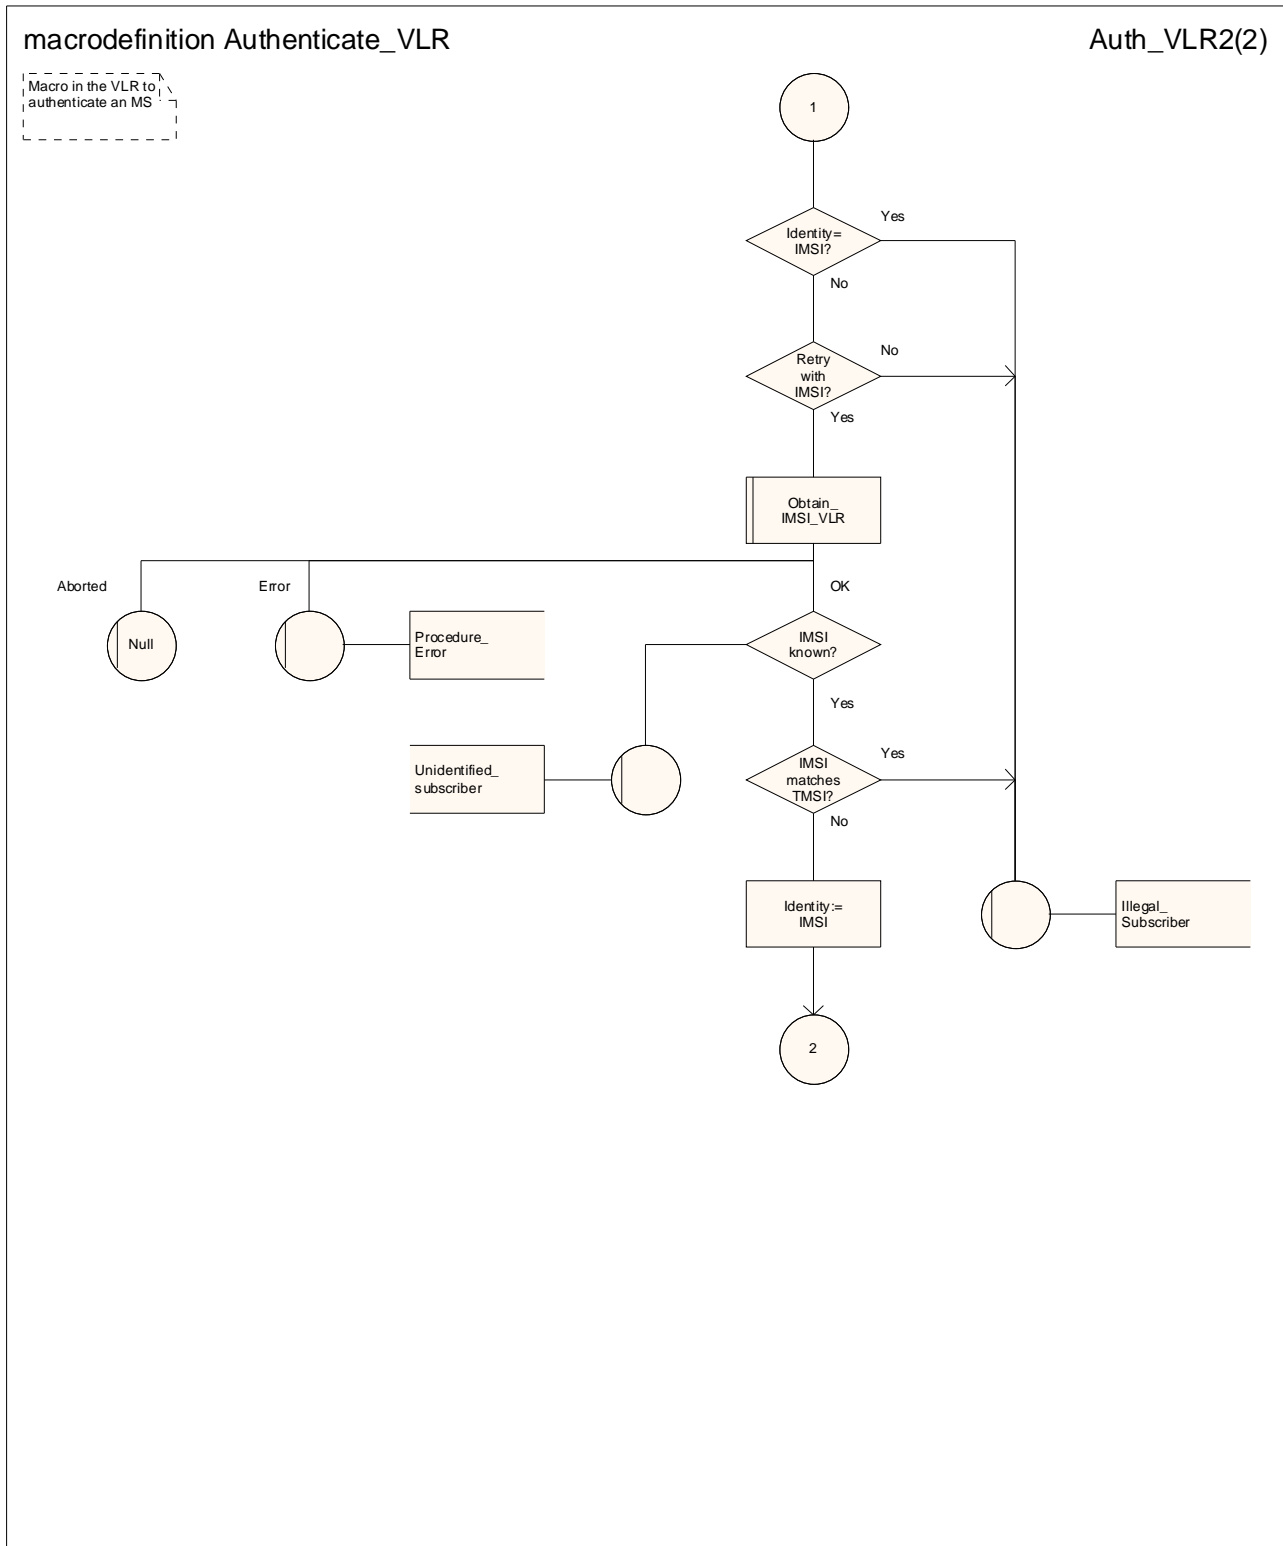 macrodefinition Authenticate_VLR
Auth_VLR2(2)
Macro in the VLR to
authenticate an MS
1
Identity=
IMSI?
Yes
No
Retry
with
IMSI?
No
Yes
Obtain_
IMSI_VLR
Aborted
Error
OK
Null
Procedure_
Error
IMSI
known?
Yes
Unidentified_
subscriber
IMSI
matches
TMSI?
Yes
No
Identity:=
IMSI
Illegal_
Subscriber
2